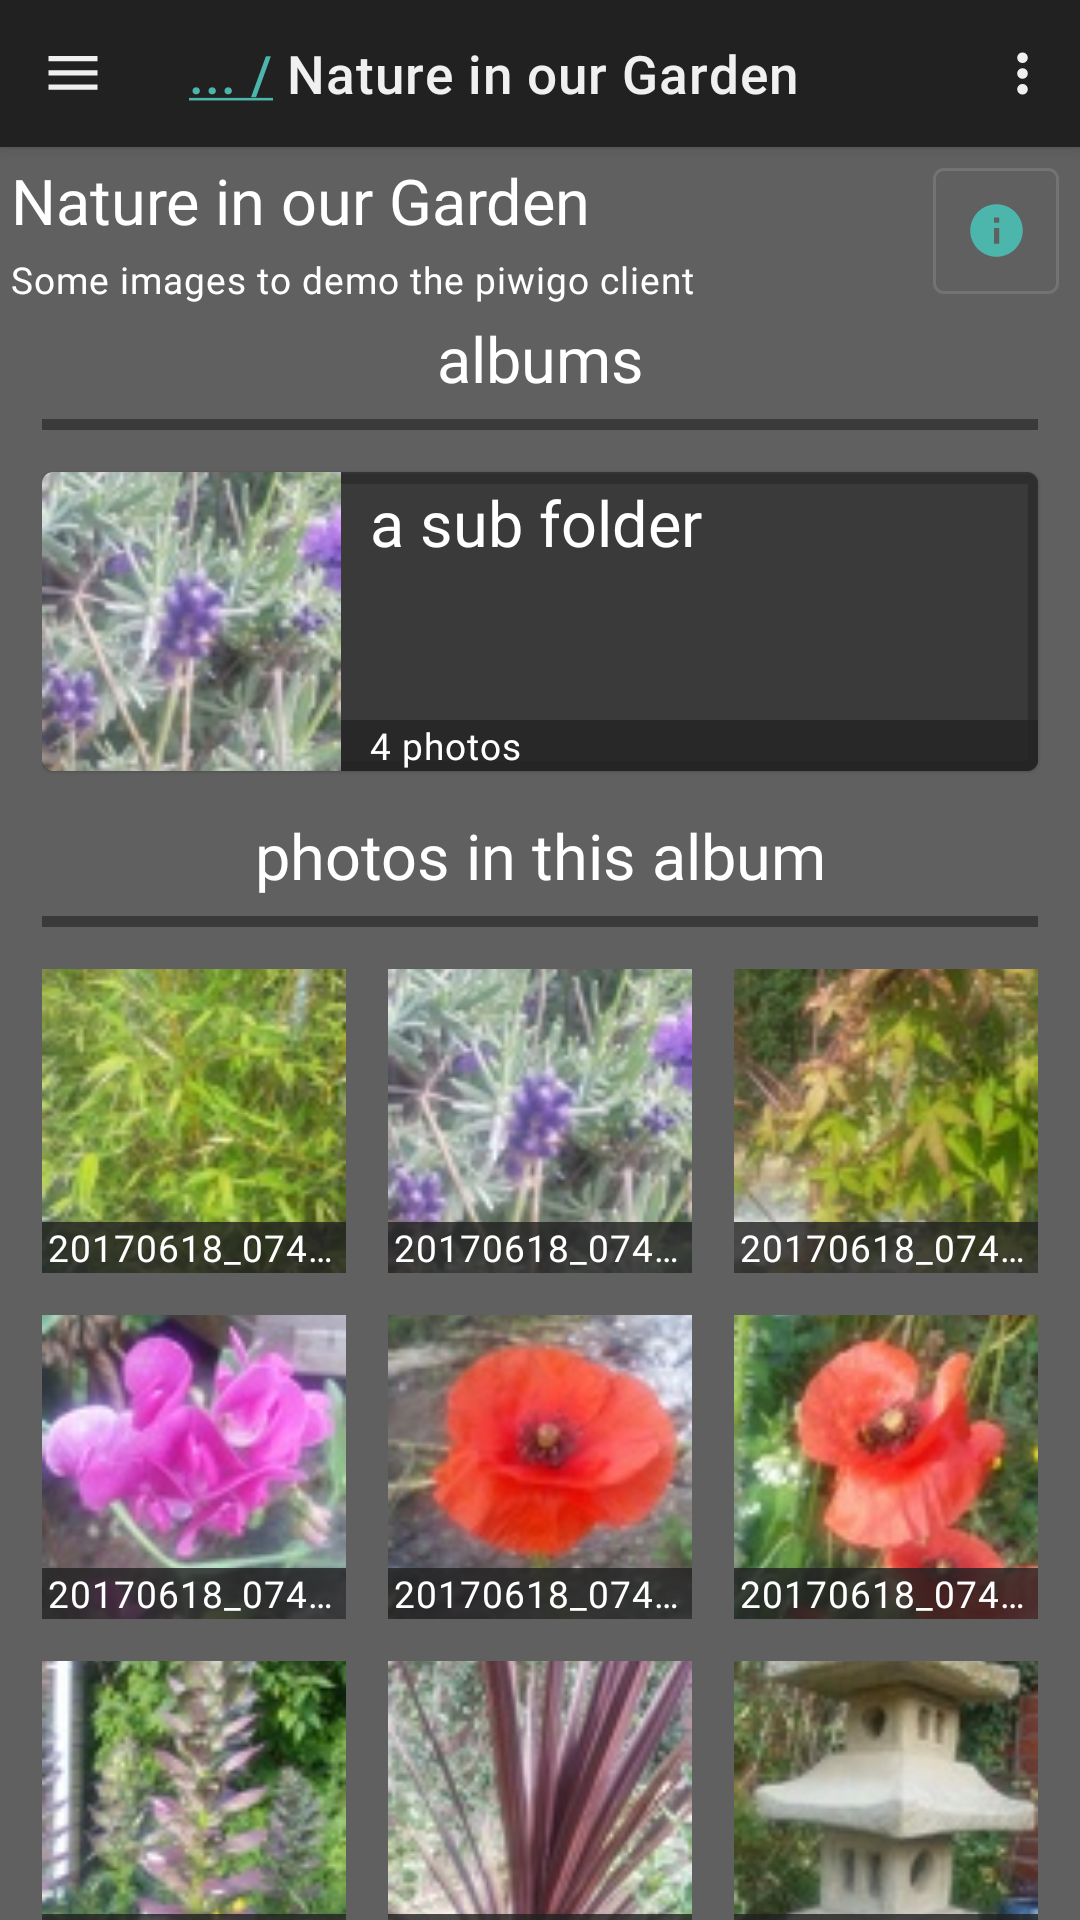 ... / Nature in our Garden
Nature in our Garden
Some images to demo the piwigo client
albums
a sub folder
4 photos
photos in this album
20170618_074...
20170618_074...
20170618_074...
20170618_074...
20170618_074...
20170618_074...